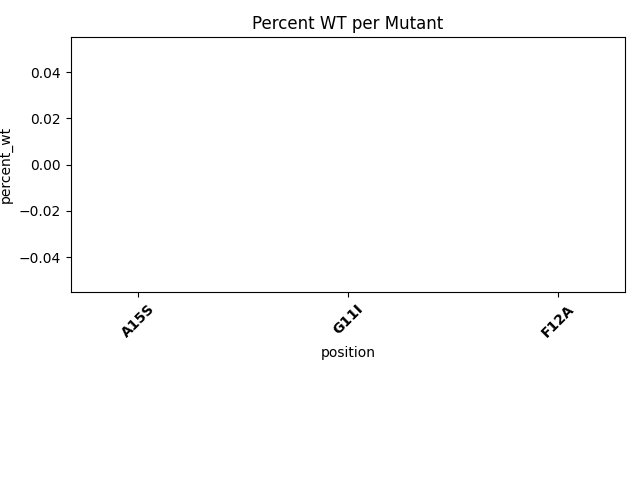 Percent WT per Mutant
percent_wt
0.04
0.02
0.00
−0.02
−0.04
A15S
G11I
F12A
position